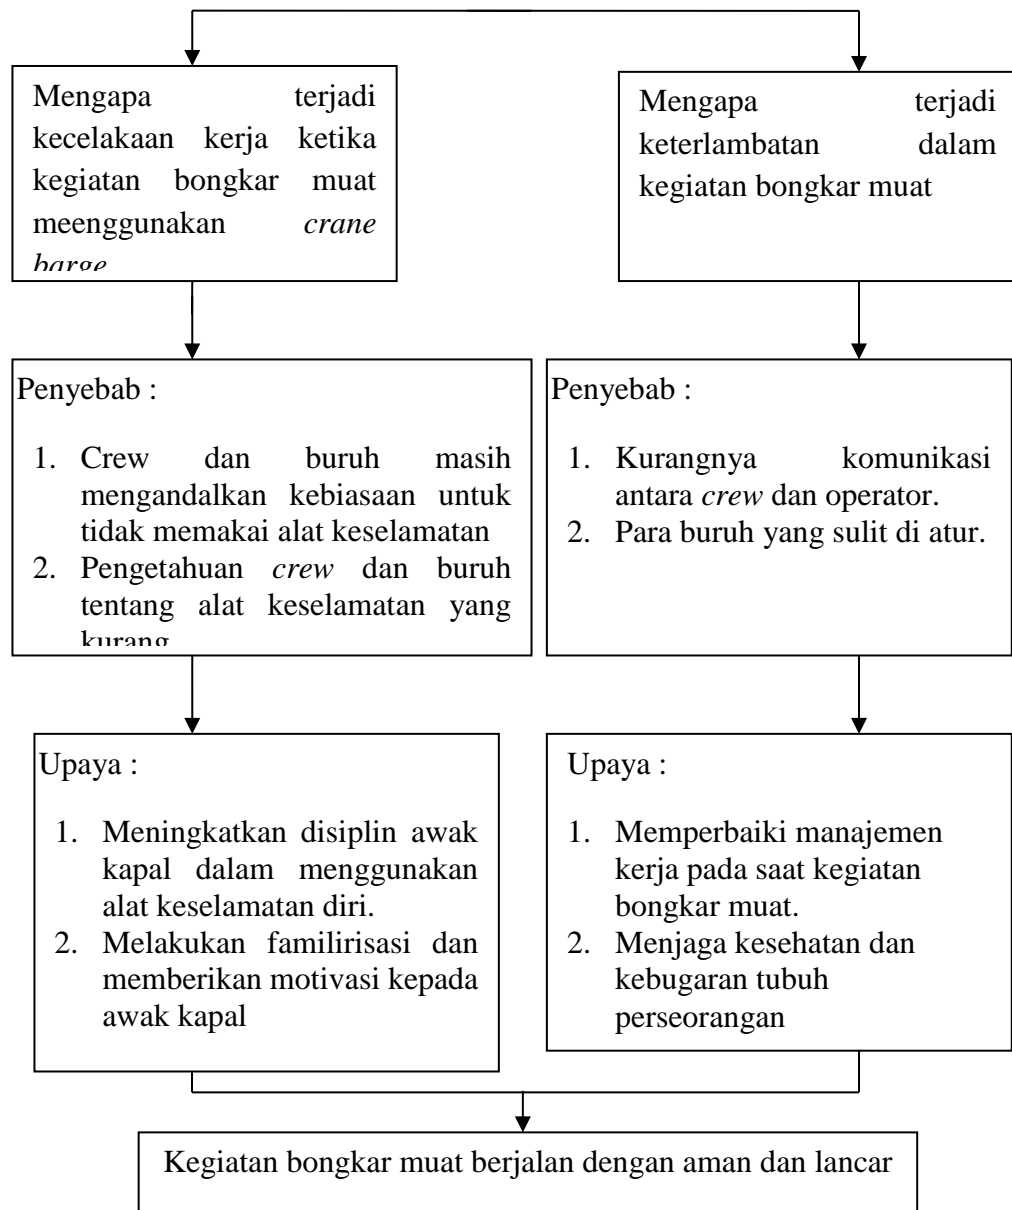 Mengapa terjadi
kecelakaan kerja ketika
kegiatan bongkar muat
meenggunakan crane
barge
Mengapa terjadi
keterlambatan dalam
kegiatan bongkar muat
Penyebab :
1. Crew dan buruh masih
mengandalkan kebiasaan untuk
tidak memakai alat keselamatan
2. Pengetahuan crew dan buruh
tentang alat keselamatan yang
kurang
Penyebab :
1. Kurangnya komunikasi
antara crew dan operator.
2. Para buruh yang sulit di atur.
Upaya :
1. Meningkatkan disiplin awak
kapal dalam menggunakan
alat keselamatan diri.
2. Melakukan familirisasi dan
memberikan motivasi kepada
awak kapal
Upaya :
1. Memperbaiki manajemen
kerja pada saat kegiatan
bongkar muat.
2. Menjaga kesehatan dan
kebugaran tubuh
perseorangan
Kegiatan bongkar muat berjalan dengan aman dan lancar